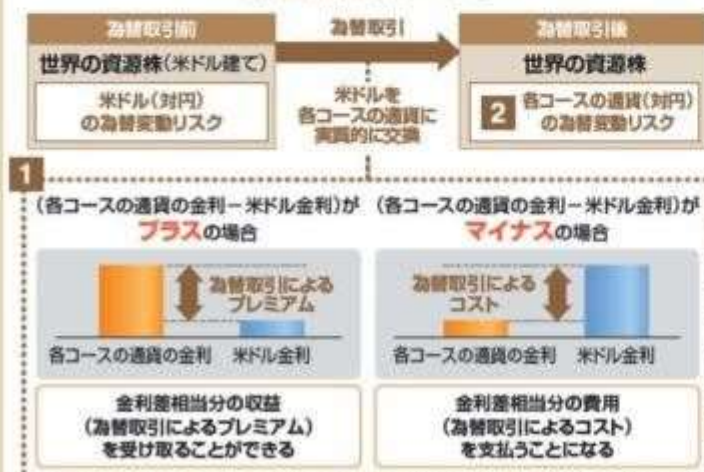 為替取引前
為替取引
為替取引後
世界の資源株(米ドル建て)
世界の資源株
米ドル(対円)
の為替変動リスク
米ドルを
各コースの通貨に
実質的に交換
2
各コースの通貨(対円)
の為替変動リスク
1
(各コースの通貨の金利－米ドル金利)が
プラスの場合
(各コースの通貨の金利－米ドル金利)が
マイナスの場合
為替取引による
プレミアム
為替取引による
コスト
各コースの通貨の金利
米ドル金利
各コースの通貨の金利
米ドル金利
金利差相当分の収益
(為替取引によるプレミアム)
を受け取ることができる
金利差相当分の費用
(為替取引によるコスト)
を支払うことになる